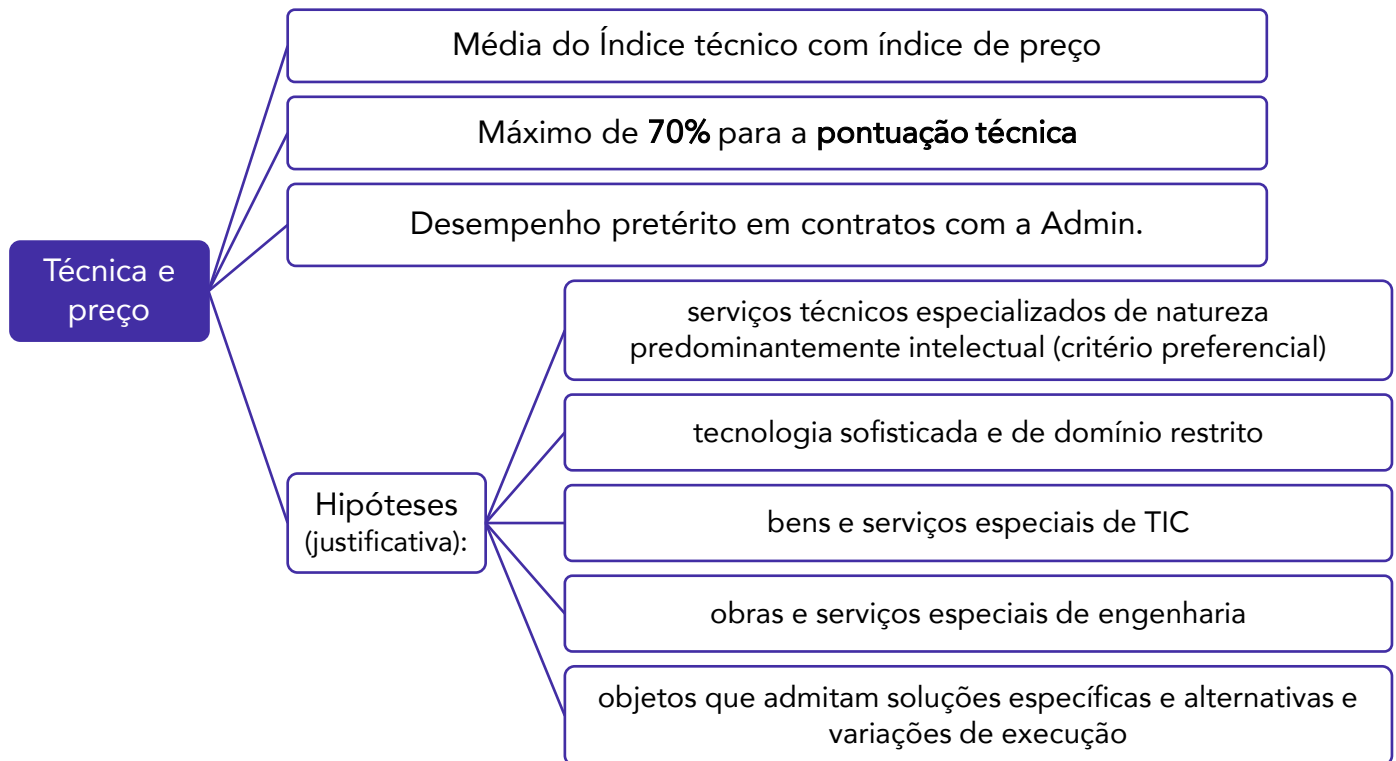 Média do Índice técnico com índice de preço
Máximo de 70% para a pontuação técnica
Desempenho pretérito em contratos com a Admin.
Técnica e
preço
Hipóteses
(justificativa):
serviços técnicos especializados de natureza
predominantemente intelectual (critério preferencial)
tecnologia sofisticada e de domínio restrito
bens e serviços especiais de TIC
obras e serviços especiais de engenharia
objetos que admitam soluções específicas e alternativas e
variações de execução